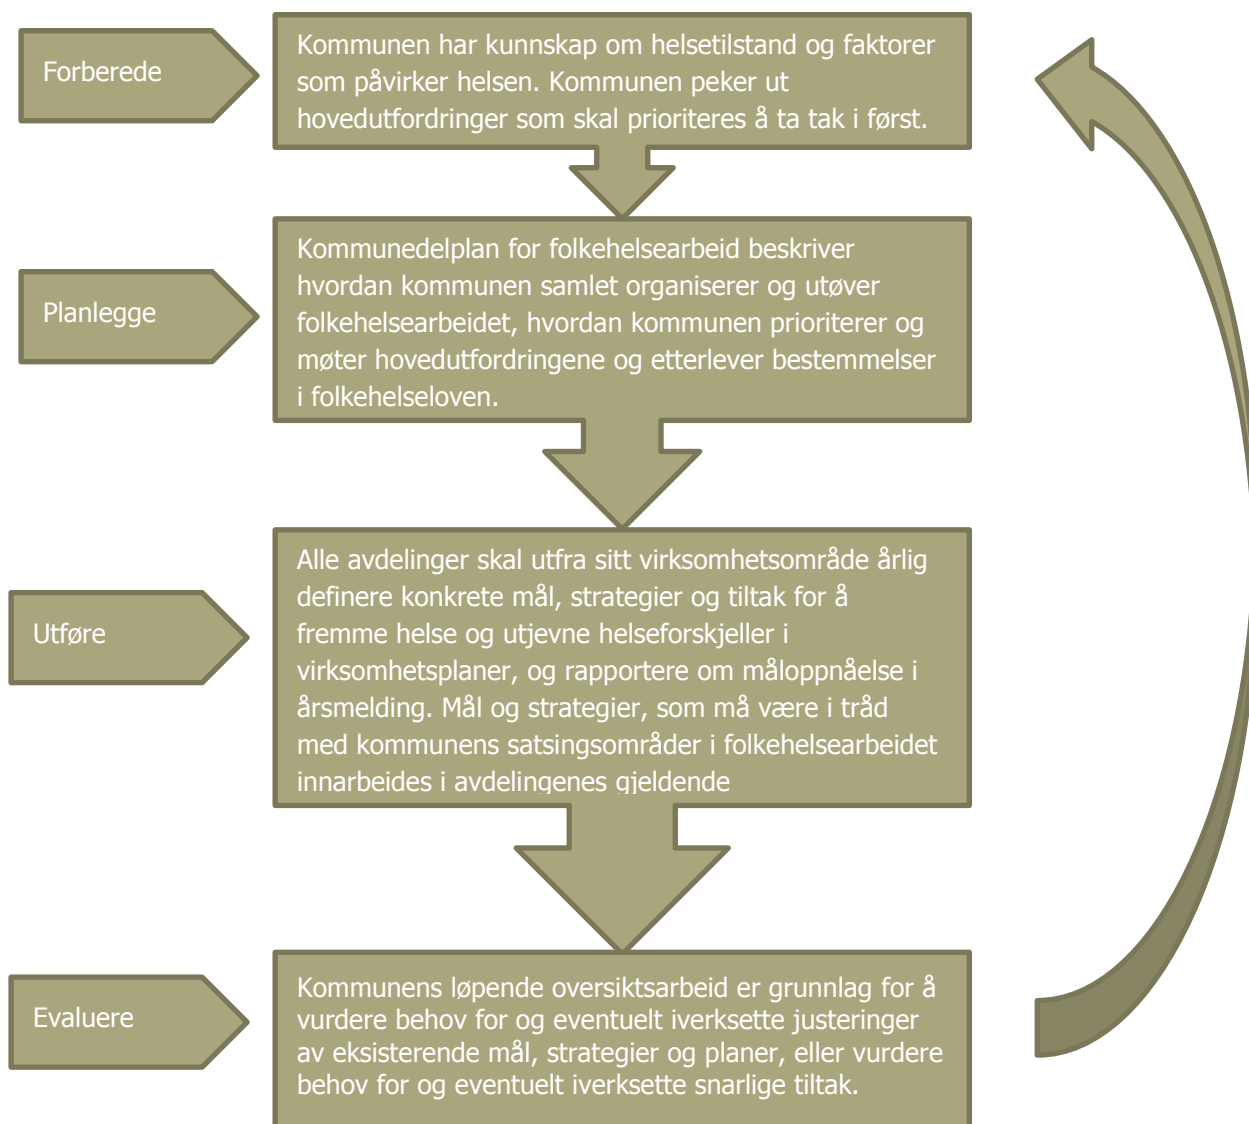 Forberede
Kommunen har kunnskap om helsetilstand og faktorer
som påvirker helsen. Kommunen peker ut
hovedutfordringer som skal prioriteres å ta tak i først.
Planlegge
Kommunedelplan for folkehelsearbeid beskriver
hvordan kommunen samlet organiserer og utøver
folkehelsearbeidet, hvordan kommunen prioriterer og
møter hovedutfordringene og etterlever bestemmelser
i folkehelseloven.
Utføre
Alle avdelinger skal utfra sitt virksomhetsområde årlig
definere konkrete mål, strategier og tiltak for å
fremme helse og utjevne helseforskjeller i
virksomhetsplaner, og rapportere om måloppnåelse i
årsmelding. Mål og strategier, som må være i tråd
med kommunens satsingsområder i folkehelsearbeidet
innarbeides i avdelingenes gjeldende
Evaluere
Kommunens løpende oversiktsarbeid er grunnlag for å
vurdere behov for og eventuelt iverksette justeringer
av eksisterende mål, strategier og planer, eller vurdere
behov for og eventuelt iverksette snarlige tiltak.